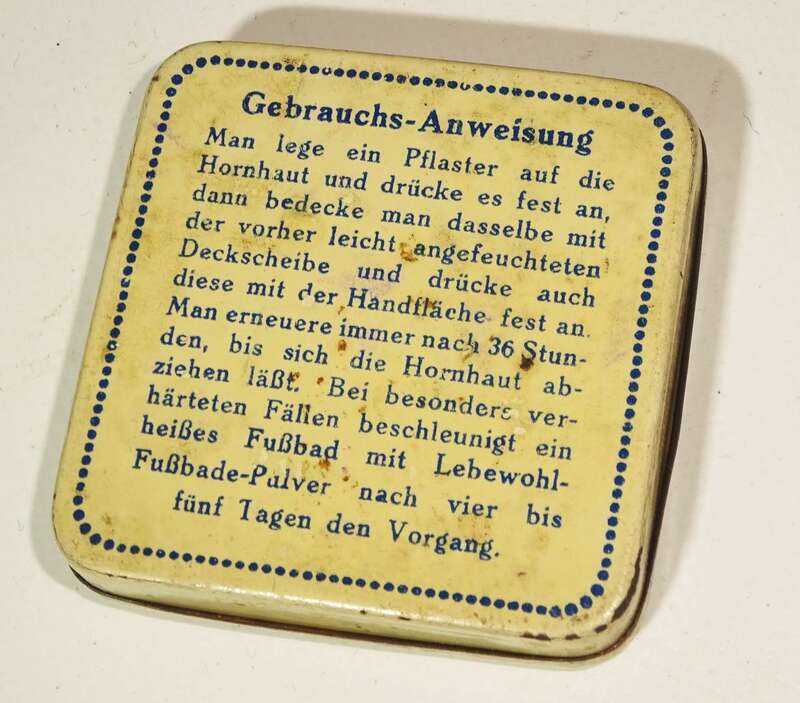 Gebrauchs-Anweisung
Man lege ein Pflaster auf die
Hornhaut und drücke es fest an,
dann bedecke man dasselbe mit
der vorher leicht angefeuchteten
Deckscheibe und drücke auch
diese mit der Handfläche fest an.
Man erneuere immer nach 36 Stun-
den, bis sich die Hornhaut ab-
ziehen läßt. Bei besonders ver-
härteten Fällen beschleunigt ein
heißes Fußbad mit Lebewohl-
Fußbade-Pulver nach vier bis
fünf Tagen den Vorgang.